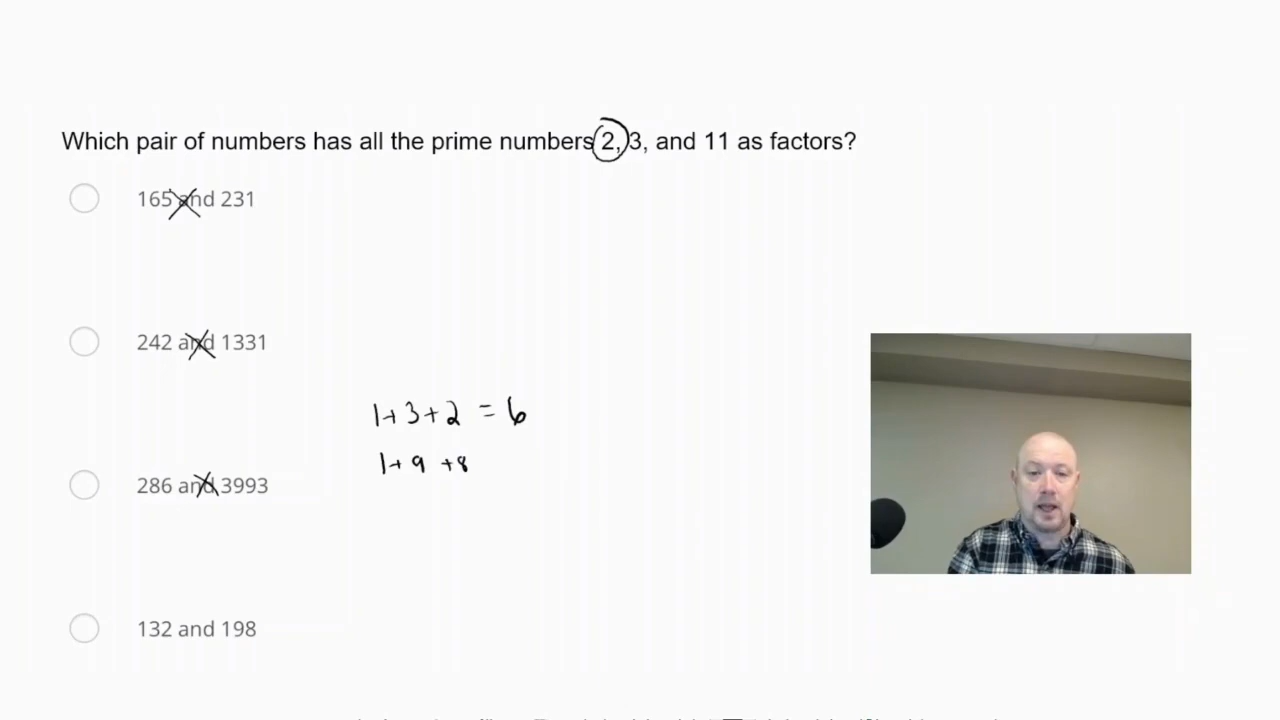 Which pair of numbers has all the prime numbers 2, 3, and 11 as factors?
165 and 231
242 and 1331
1+3+2 = 6
1+9+8
286 and 3993
132 and 198